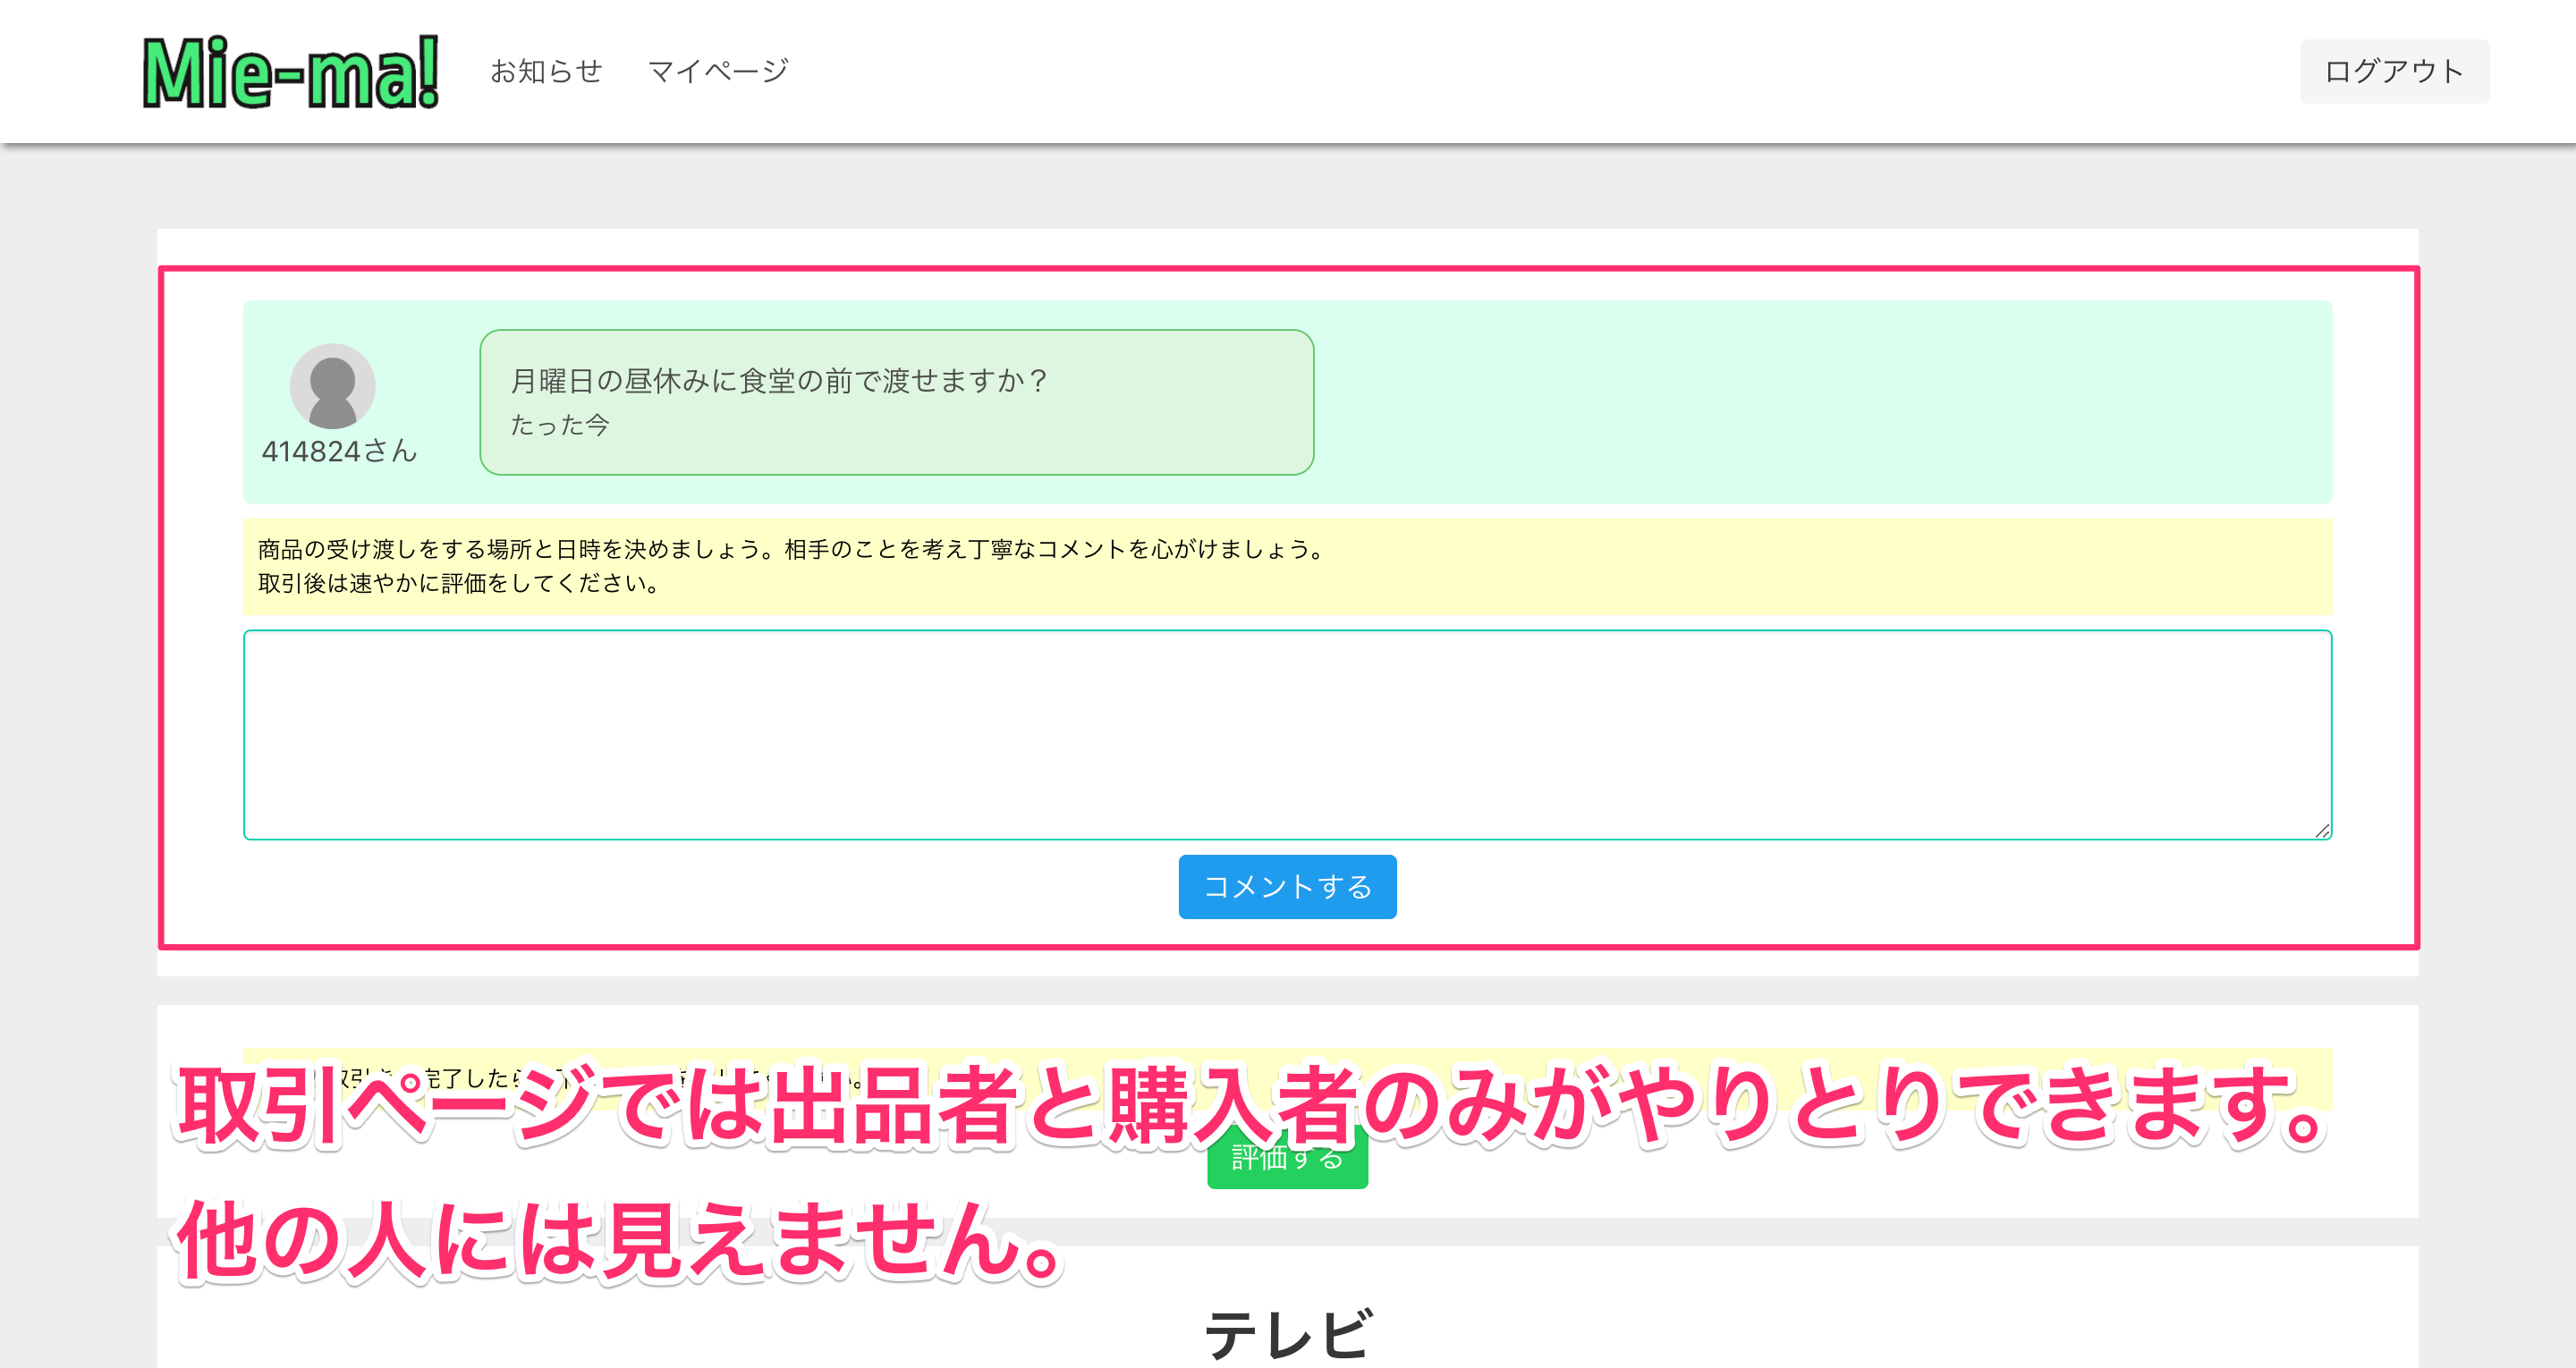 Mie-ma!
お知らせ
マイページ
ログアウト
月曜日の昼休みに食堂の前で渡せますか？
たった今
414824さん
商品の受け渡しをする場所と日時を決めましょう。相手のことを考え丁寧なコメントを心がけましょう。
取引後は速やかに評価をしてください。
コメントする
取引 完了したら
取引ページでは出品者と購入者のみがやりとりできます。
評価する
他の人には見えません。
テレビ